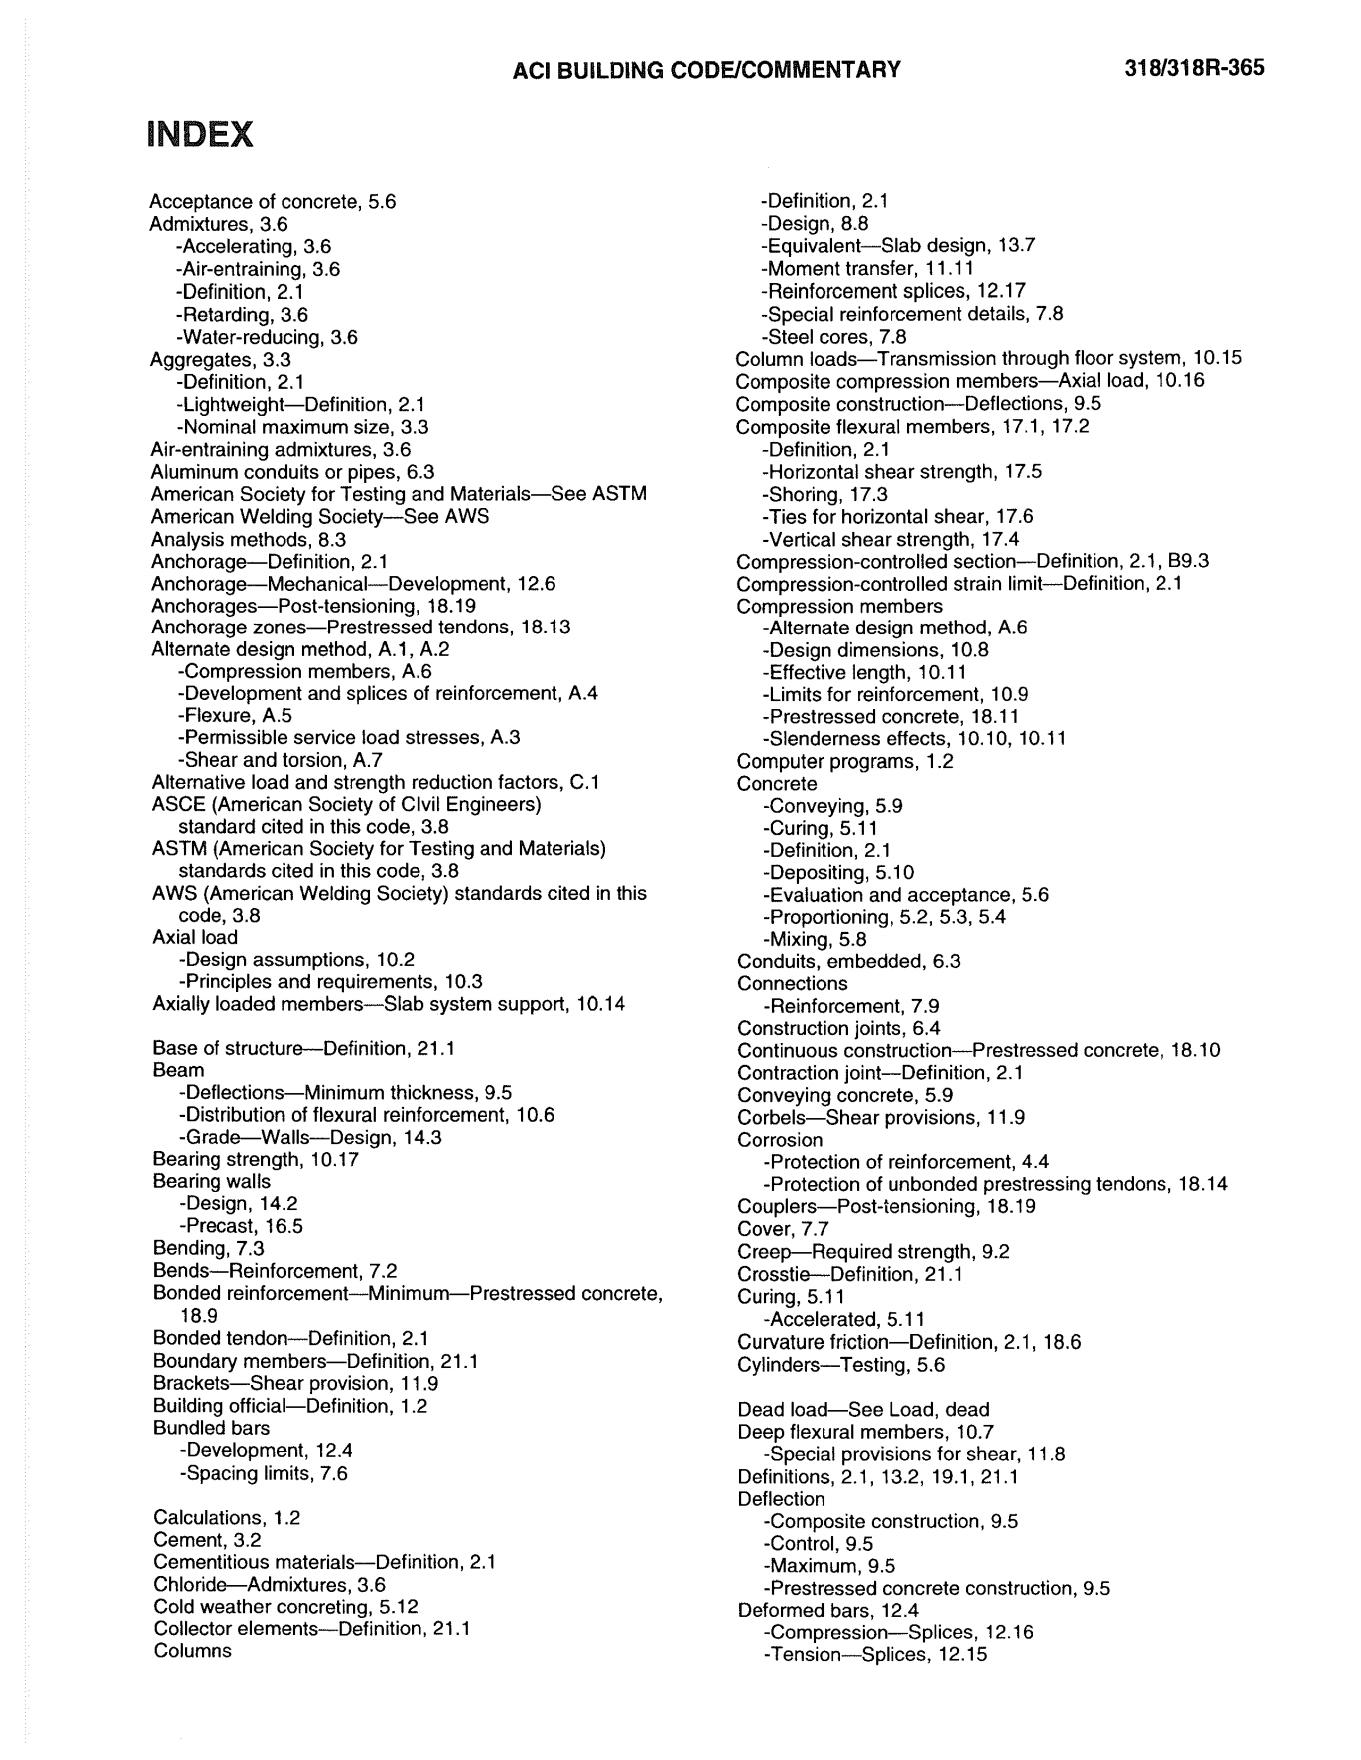 ACI BUILDING CODE/COMMENTARY
318/318R-365
INDEX
Acceptance of concrete, 5.6
Admixtures, 3.6
-Accelerating, 3.6
-Air-entraining, 3.6
-Definition, 2.1
-Retarding, 3.6
-Water-reducing, 3.6
Aggregates, 3.3
-Definition, 2.1
-Lightweight—Definition, 2.1
-Nominal maximum size, 3.3
Air-entraining admixtures, 3.6
Aluminum conduits or pipes, 6.3
American Society for Testing and Materials—See ASTM
American Welding Society—See AWS
Analysis methods, 8.3
Anchorage—Definition, 2.1
Anchorage—Mechanical—Development, 12.6
Anchorages—Post-tensioning, 18.19
Anchorage zones—Prestressed tendons, 18.13
Alternate design method, A.1, A.2
-Compression members, A.6
-Development and splices of reinforcement, A.4
-Flexure, A.5
-Permissible service load stresses, A.3
-Shear and torsion, A.7
Alternative load and strength reduction factors, C.1
ASCE (American Society of CIvil Engineers)
standard cited in this code, 3.8
ASTM (American Society for Testing and Materials)
standards cited in this code, 3.8
AWS (American Welding Society) standards cited in this
code, 3.8
Axial load
-Design assumptions, 10.2
-Principles and requirements, 10.3
Axially loaded members—Slab system support, 10.14
Base of structure—Definition, 21.1
Beam
-Deflections—Minimum thickness, 9.5
-Distribution of flexural reinforcement, 10.6
-Grade—Walls—Design, 14.3
Bearing strength, 10.17
Bearing walls
-Design, 14.2
-Precast, 16.5
Bending, 7.3
Bends—Reinforcement, 7.2
Bonded reinforcement—Minimum—Prestressed concrete,
18.9
Bonded tendon—Definition, 2.1
Boundary members—Definition, 21.1
Brackets—Shear provision, 11.9
Building official—Definition, 1.2
Bundled bars
-Development, 12.4
-Spacing limits, 7.6
Calculations, 1.2
Cement, 3.2
Cementitious materials—Definition, 2.1
Chloride—Admixtures, 3.6
Cold weather concreting, 5.12
Collector elements—Definition, 21.1
Columns
-Definition, 2.1
-Design, 8.8
-Equivalent—Slab design, 13.7
-Moment transfer, 11.11
-Reinforcement splices, 12.17
-Special reinforcement details, 7.8
-Steel cores, 7.8
Column loads—Transmission through floor system, 10.15
Composite compression members—Axial load, 10.16
Composite construction—Deflections, 9.5
Composite flexural members, 17.1, 17.2
-Definition, 2.1
-Horizontal shear strength, 17.5
-Shoring, 17.3
-Ties for horizontal shear, 17.6
-Vertical shear strength, 17.4
Compression-controlled section—Definition, 2.1, B9.3
Compression-controlled strain limit—Definition, 2.1
Compression members
-Alternate design method, A.6
-Design dimensions, 10.8
-Effective length, 10.11
-Limits for reinforcement, 10.9
-Prestressed concrete, 18.11
-Slenderness effects, 10.10, 10.11
Computer programs, 1.2
Concrete
-Conveying, 5.9
-Curing, 5.11
-Definition, 2.1
-Depositing, 5.10
-Evaluation and acceptance, 5.6
-Proportioning, 5.2, 5.3, 5.4
-Mixing, 5.8
Conduits, embedded, 6.3
Connections
-Reinforcement, 7.9
Construction joints, 6.4
Continuous construction—Prestressed concrete, 18.10
Contraction joint—Definition, 2.1
Conveying concrete, 5.9
Corbels—Shear provisions, 11.9
Corrosion
-Protection of reinforcement, 4.4
-Protection of unbonded prestressing tendons, 18.14
Couplers—Post-tensioning, 18.19
Cover, 7.7
Creep—Required strength, 9.2
Crosstie—Definition, 21.1
Curing, 5.11
-Accelerated, 5.11
Curvature friction—Definition, 2.1, 18.6
Cylinders—Testing, 5.6
Dead load—See Load, dead
Deep flexural members, 10.7
-Special provisions for shear, 11.8
Definitions, 2.1, 13.2, 19.1, 21.1
Deflection
-Composite construction, 9.5
-Control, 9.5
-Maximum, 9.5
-Prestressed concrete construction, 9.5
Deformed bars, 12.4
-Compression—Splices, 12.16
-Tension—Splices, 12.15